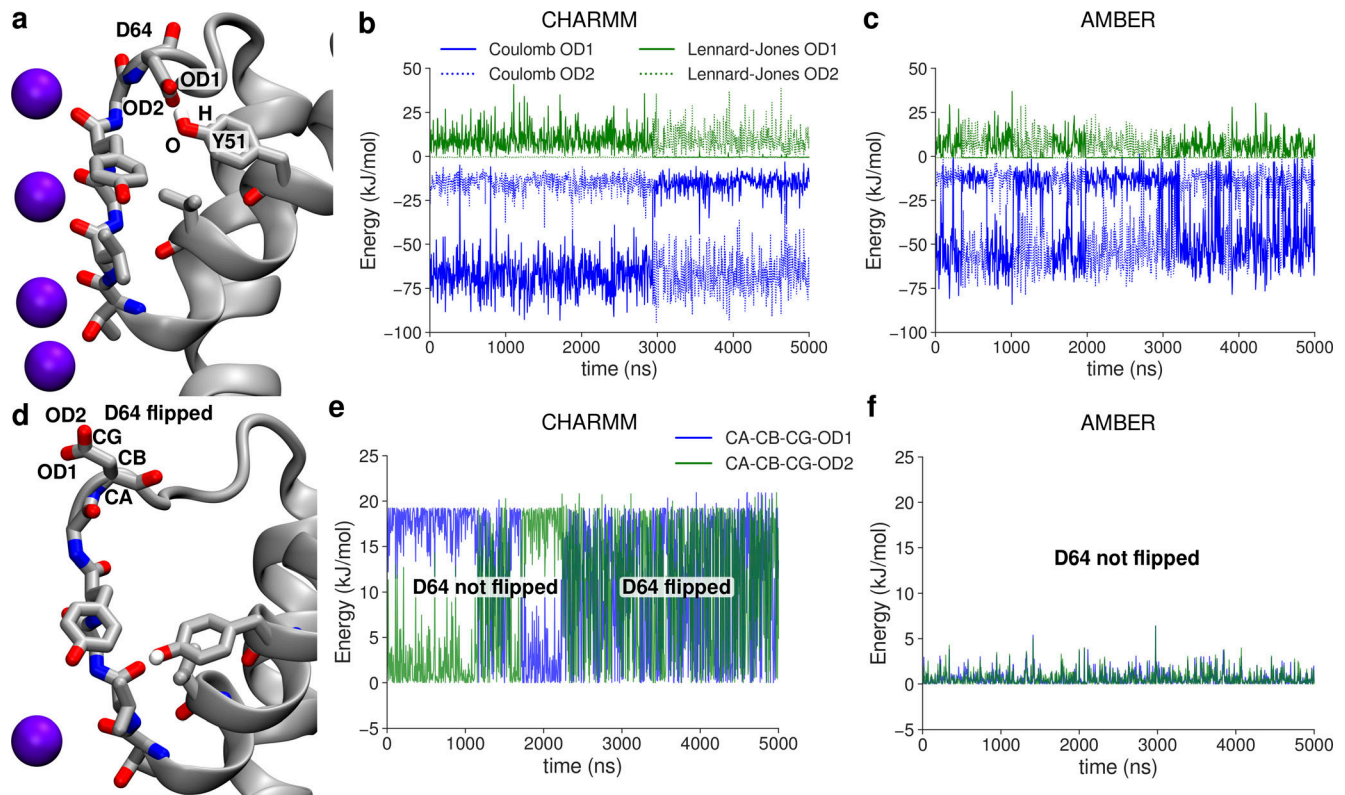 a
D64
OD1
OD2
H
O
Y51
b
CHARMM
Coulomb OD1
Coulomb OD2
Lennard-Jones OD1
Lennard-Jones OD2
Energy (kJ/mol)
50
25
0
−25
−50
−75
−100
0 1000 2000 3000 4000 5000
time (ns)
c
AMBER
Energy (kJ/mol)
50
25
0
−25
−50
−75
−100
0 1000 2000 3000 4000 5000
time (ns)
d
OD2
D64 flipped
CG
CB
OD1
CA
e
CHARMM
CA-CB-CG-OD1
CA-CB-CG-OD2
Energy (kJ/mol)
25
20
15
10
5
0
−5
D64 not flipped
D64 flipped
0 1000 2000 3000 4000 5000
time (ns)
f
AMBER
Energy (kJ/mol)
25
20
15
10
5
0
−5
D64 not flipped
0 1000 2000 3000 4000 5000
time (ns)